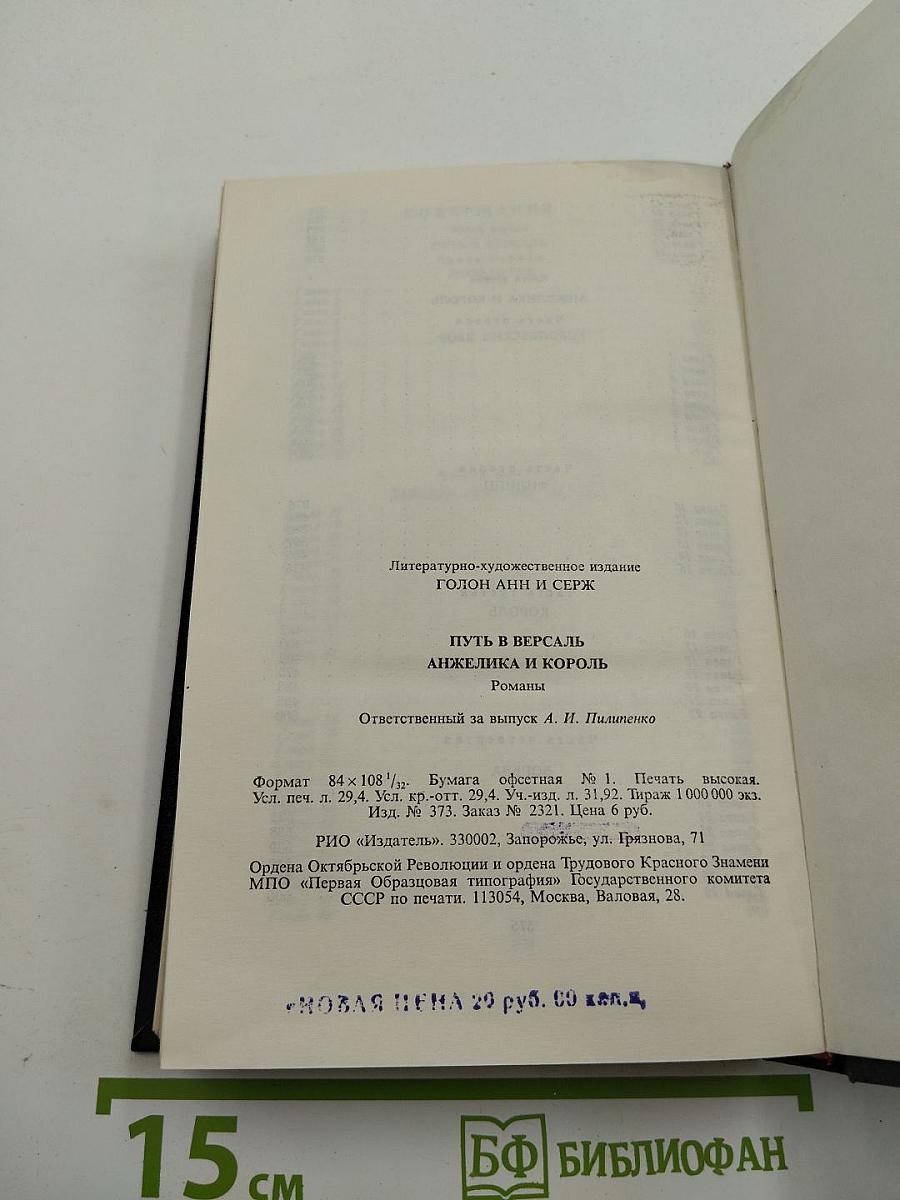 Литературно-художественное издание
ГОЛОН АНН И СЕРЖ
ПУТЬ В ВЕРСАЛЬ
АНЖЕЛИКА И КОРОЛЬ
Романы
Ответственный за выпуск А. И. Пилипенко
Формат 84×108 1/32. Бумага офсетная №1. Печать высокая.
Усл. печ. л. 29,4. Усл. кр.-отт. 29,4. Уч.-изд. л. 31,92. Тираж 1 000 000 экз.
Изд. № 373. Заказ № 2321. Цена 6 руб.
РИО «Издатель». 330002, Запорожье, ул. Грязнова, 71
Ордена Октябрьской Революции и ордена Трудового Красного Знамени
МПО «Первая Образцовая типография» Государственного комитета
СССР по печати. 113054, Москва, Валовая, 28.
НОВАЯ ЦЕНА 20 руб. 00
15 см
БФ БИБЛИОФАН